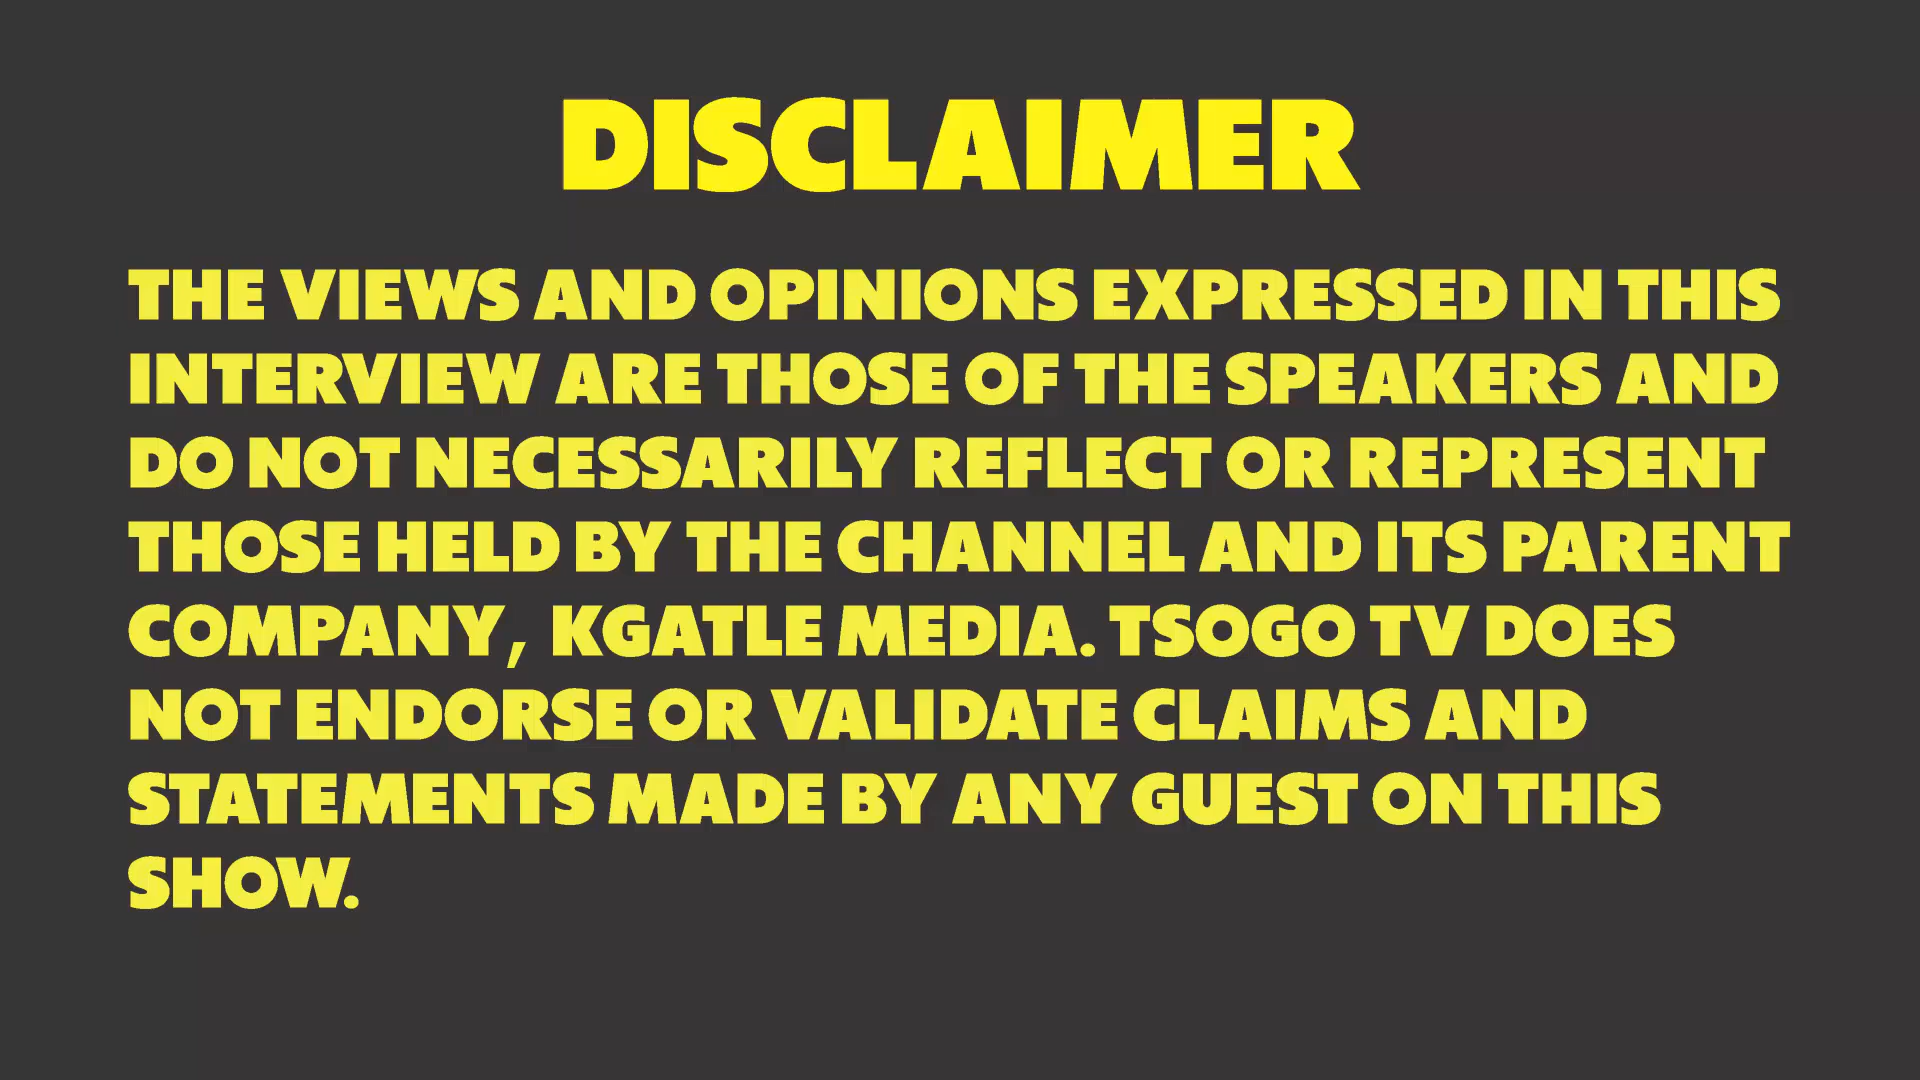 DISCLAIMER
THE VIEWS AND OPINIONS EXPRESSED IN THIS
INTERVIEW ARE THOSE OF THE SPEAKERS AND
DO NOT NECESSARILY REFLECT OR REPRESENT
THOSE HELD BY THE CHANNEL AND ITS PARENT
COMPANY, KGATLE MEDIA. TSOGO TV DOES
NOT ENDORSE OR VALIDATE CLAIMS AND
STATEMENTS MADE BY ANY GUEST ON THIS
SHOW.